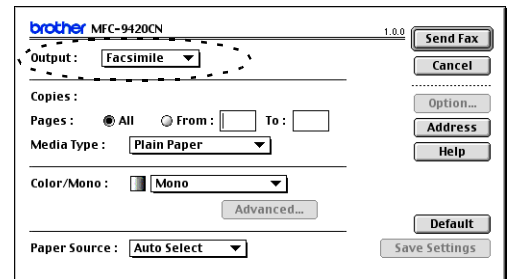 brother MFC-9420CN 1.0.0
Send Fax
Output : Facsimile
Cancel
Copies :
Option...
Pages : All From : To :
Address
Media Type : Plain Paper
Help
Color/Mono : Mono
Advanced...
Default
Paper Source : Auto Select
Save Settings